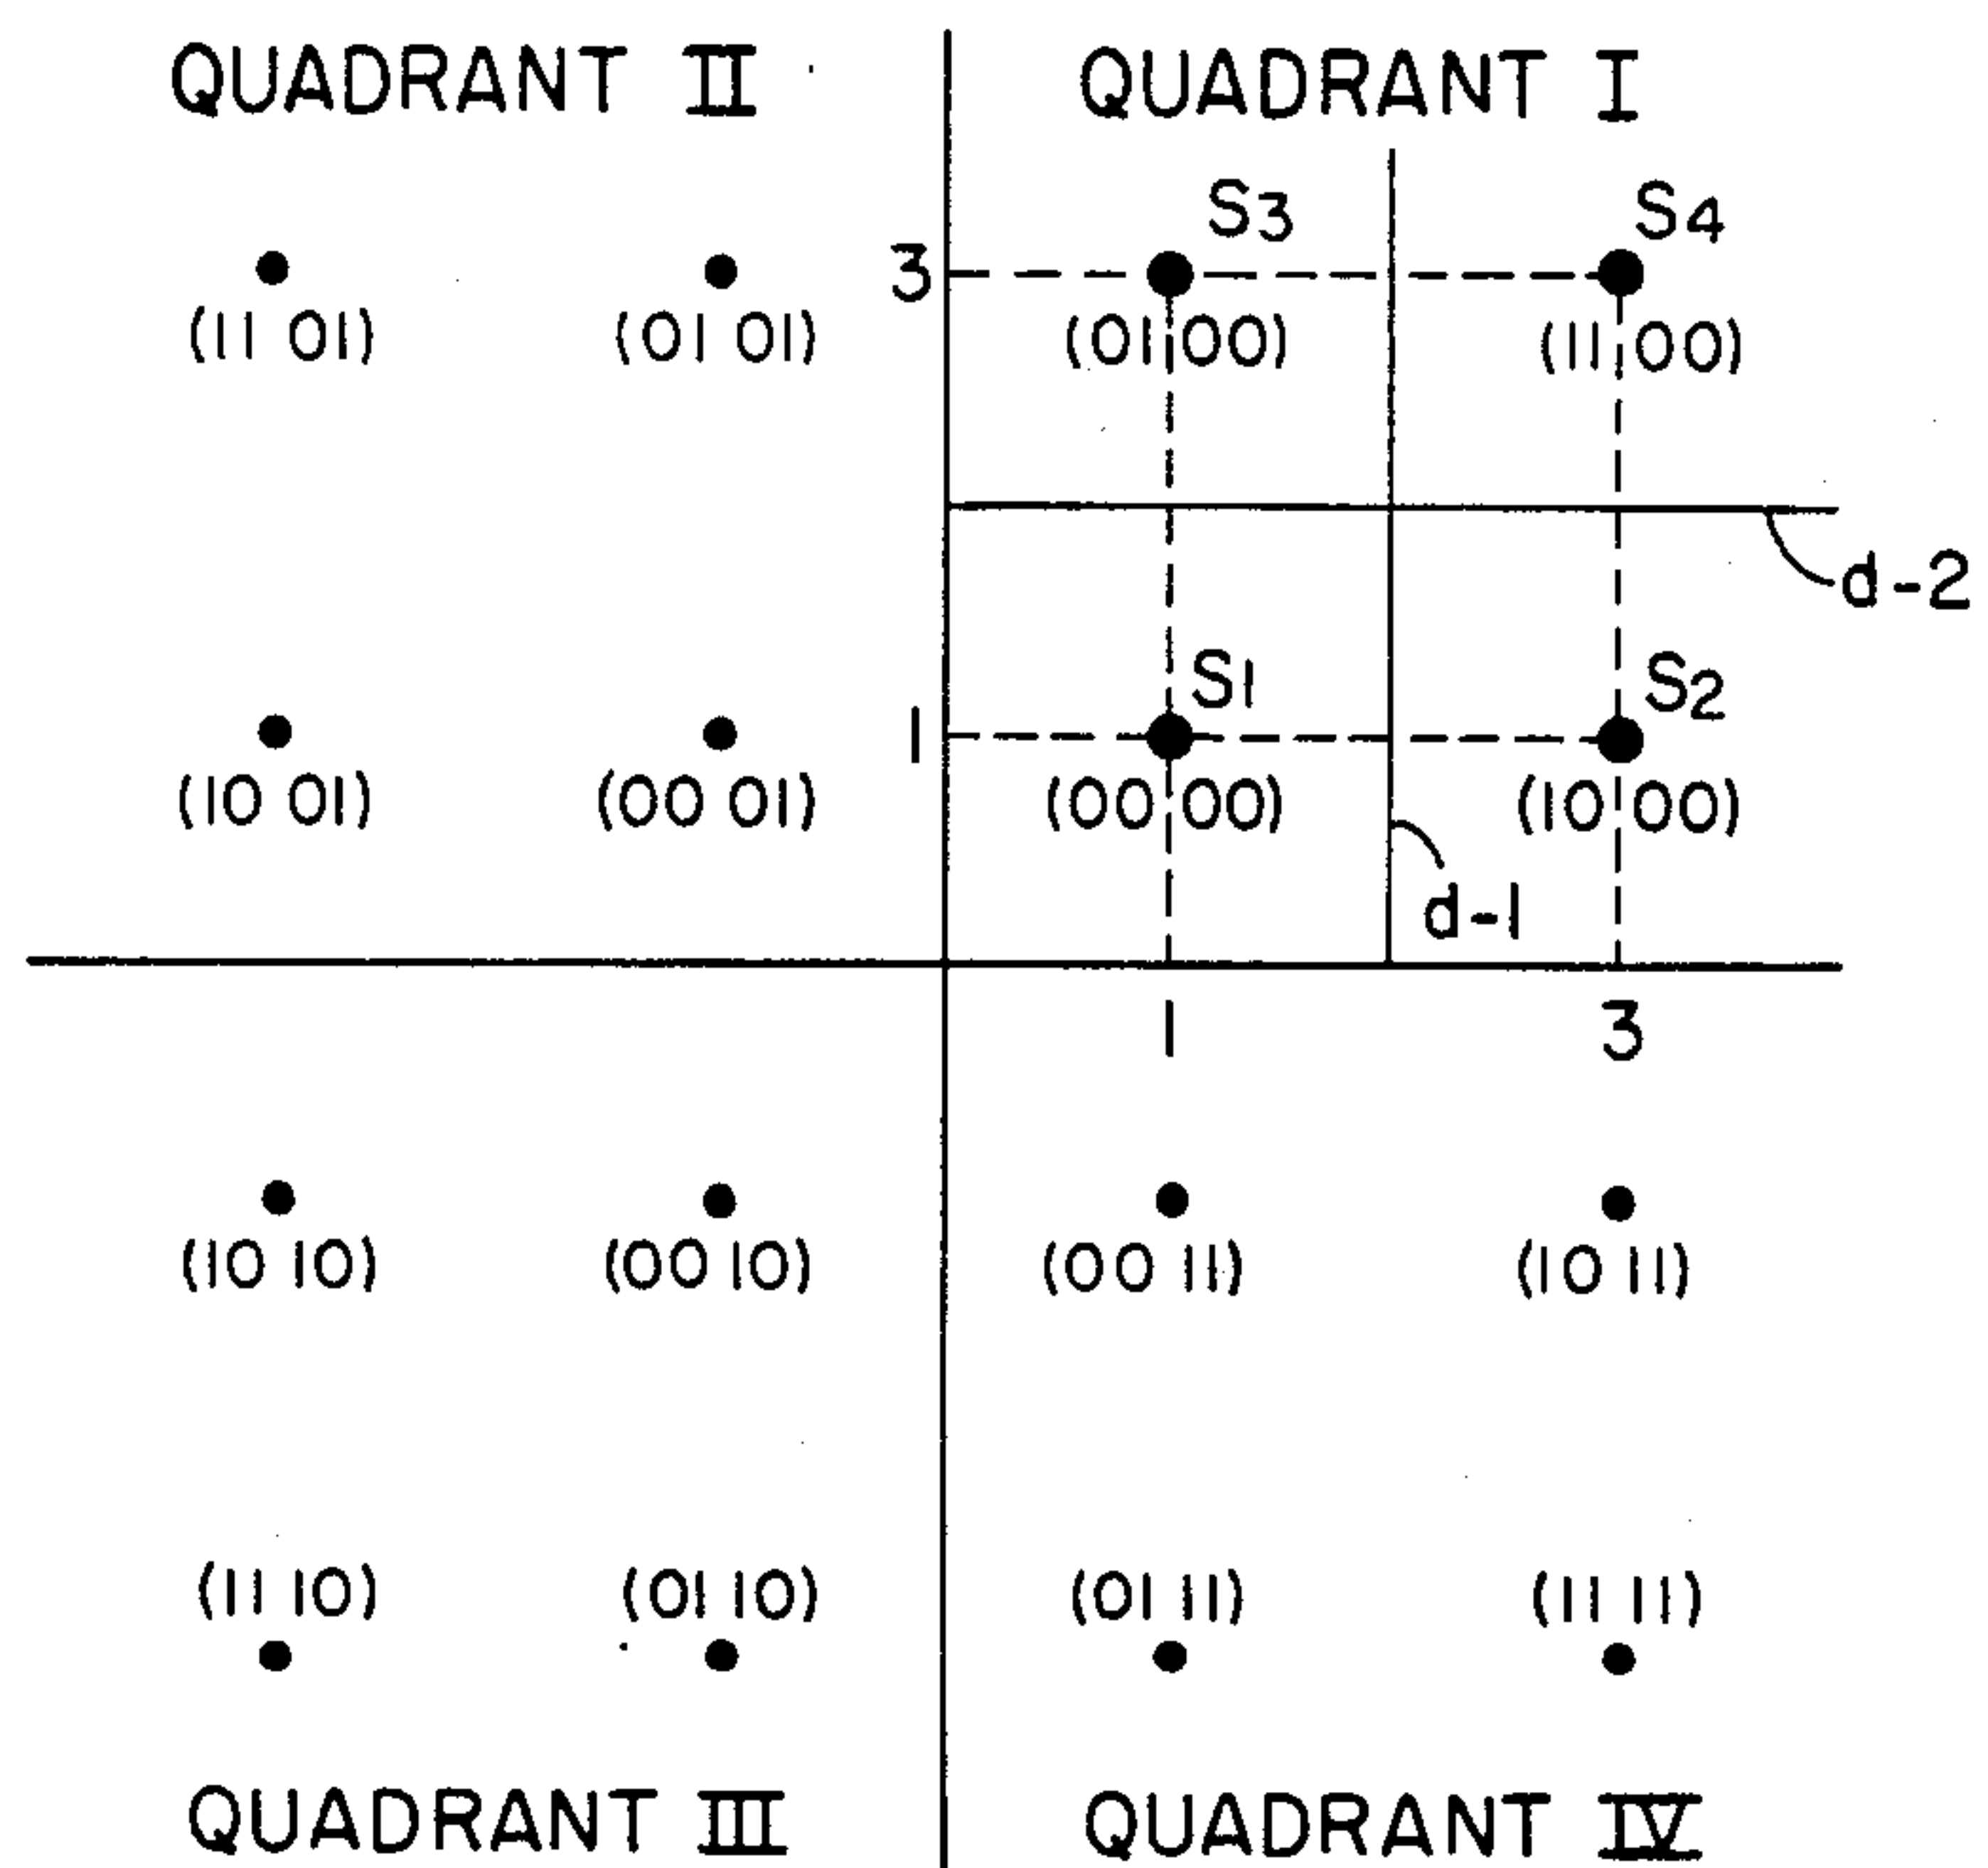 QUADRANT II
QUADRANT I
S3
S4
3
(11 01)
(01 01)
(01 00)
(11 00)
d-2
S1
S2
1
(10 01)
(00 01)
(00 00)
(10 00)
d-1
1
3
(10 10)
(00 10)
(00 11)
(10 11)
(11 10)
(01 10)
(01 11)
(11 11)
QUADRANT III
QUADRANT IV